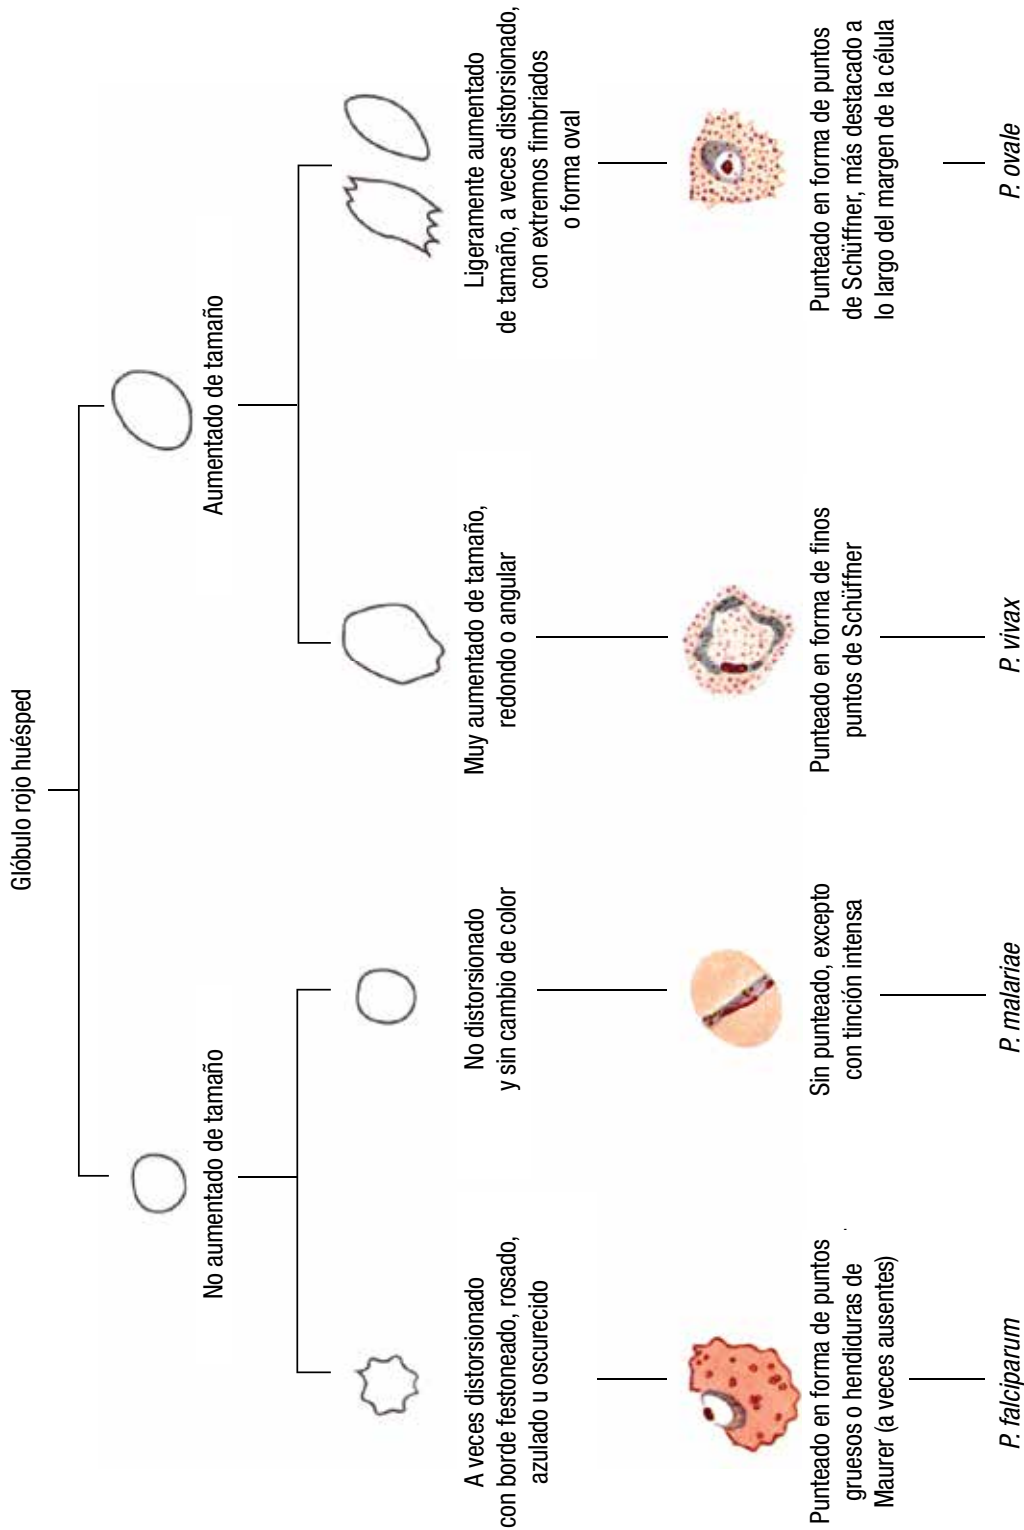 Glóbulo rojo huésped
No aumentado de tamaño
Aumentado de tamaño
A veces distorsionado
con borde festoneado, rosado,
azulado u oscurecido
No distorsionado
y sin cambio de color
Muy aumentado de tamaño,
redondo o angular
Ligeramente aumentado
de tamaño, a veces distorsionado,
con extremos fimbriados
o forma oval
Punteado en forma de puntos
gruesos o hendiduras de
Maurer (a veces ausentes)
Sin punteado, excepto
con tinción intensa
Punteado en forma de finos
puntos de Schüffner
Punteado en forma de puntos
de Schüffner, más destacado a
lo largo del margen de la célula
P. falciparum
P. malariae
P. vivax
P. ovale